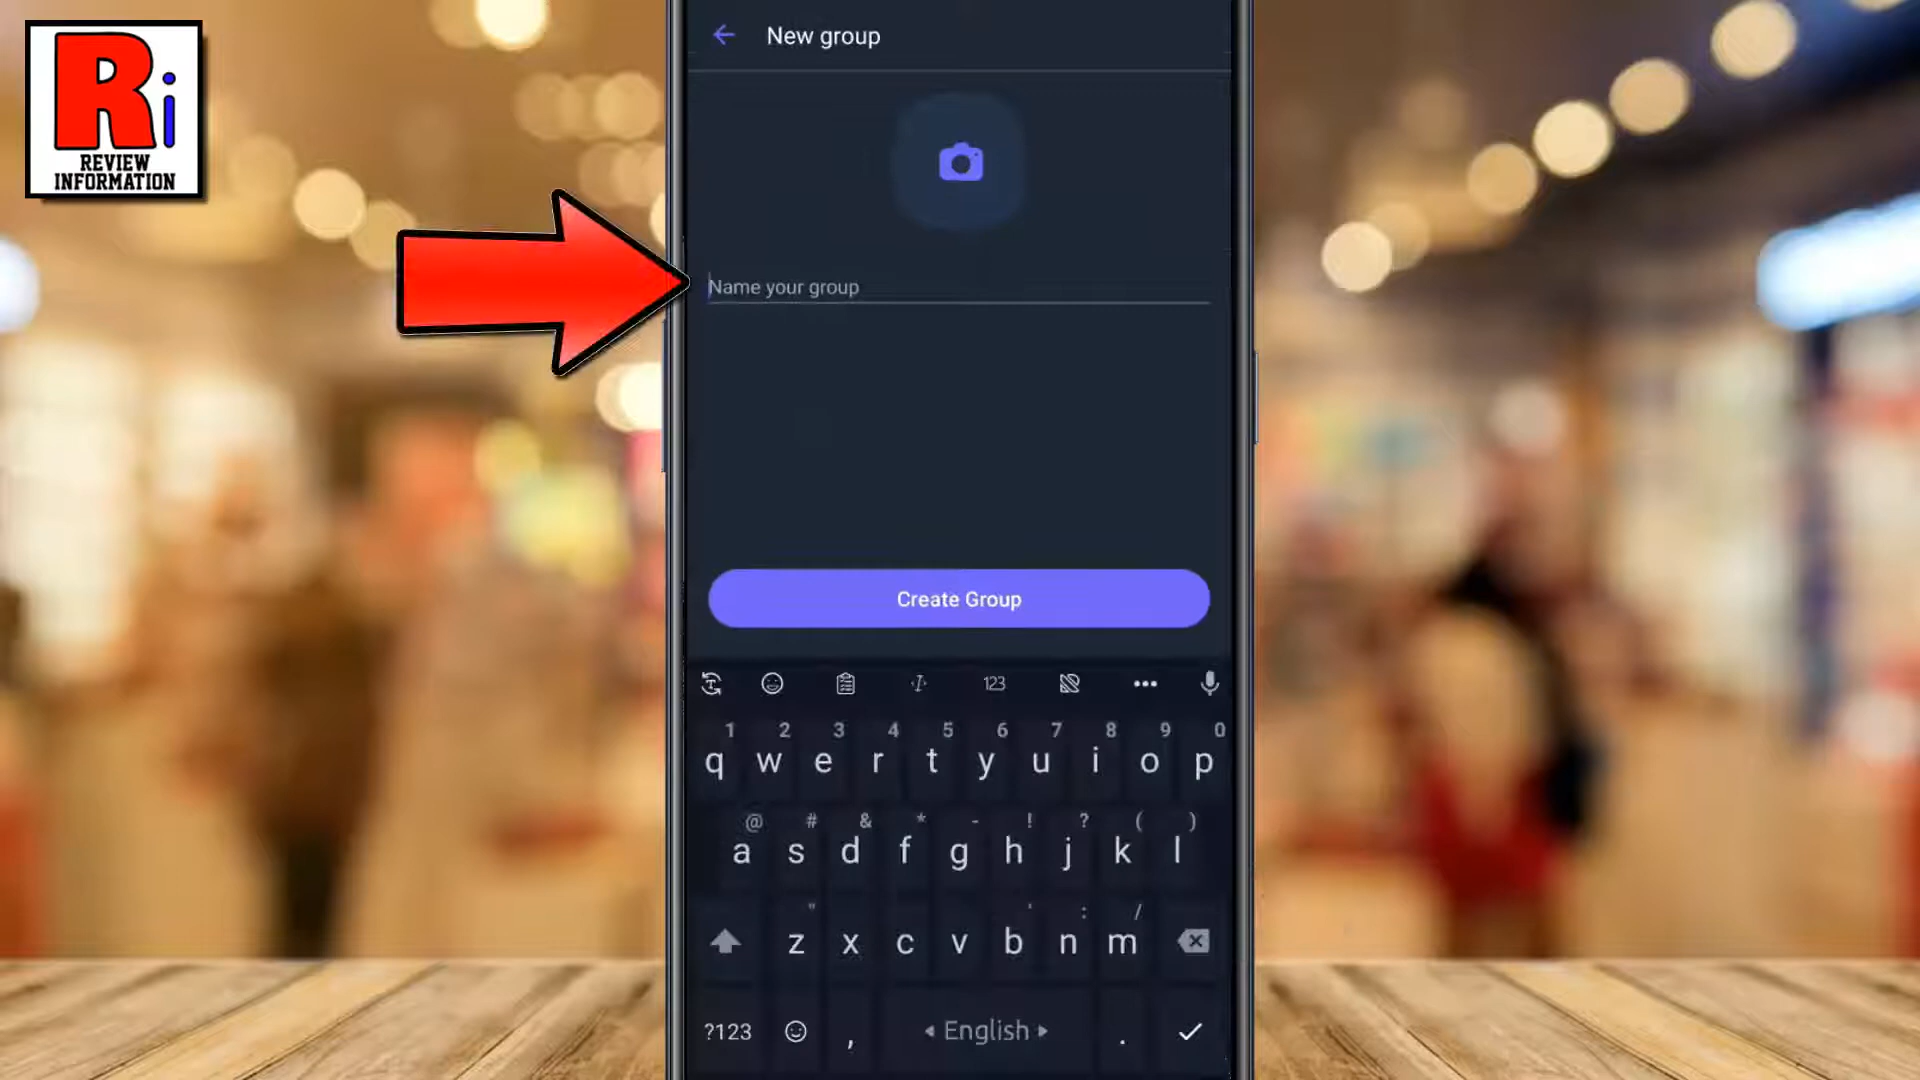 Ri
REVIEW
INFORMATION
New group
Name your group
Create Group
123
1 2 3 4 5 6 7 8 9 0
q w e r t y u i o p
@ # & * - ! ? ( )
a s d f g h j k l
" ' : /
z x c v b n m
?123 , English .